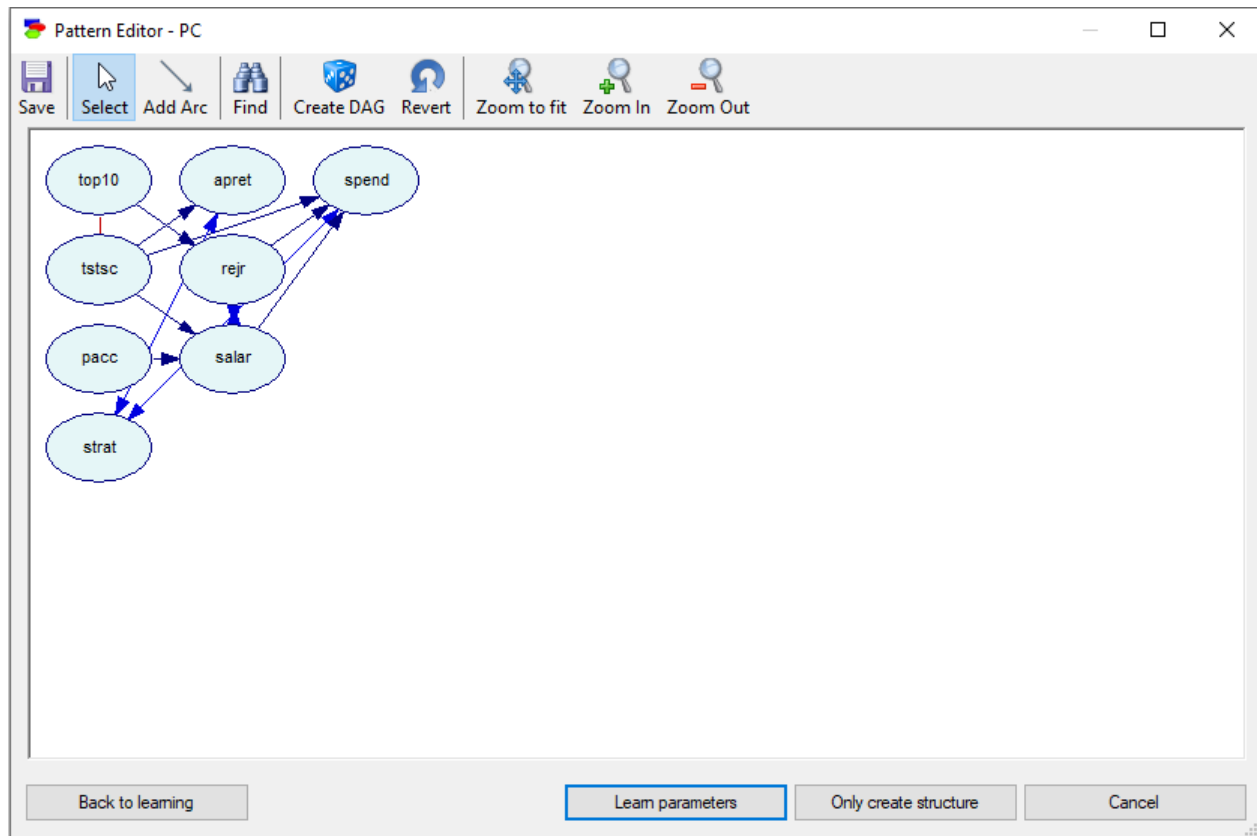 Pattern Editor - PC
Save Select Add Arc Find Create DAG Revert Zoom to fit Zoom In Zoom Out
top10 apret spend
tstsc rejr
pacc salar
strat
Back to learning Learn parameters Only create structure Cancel